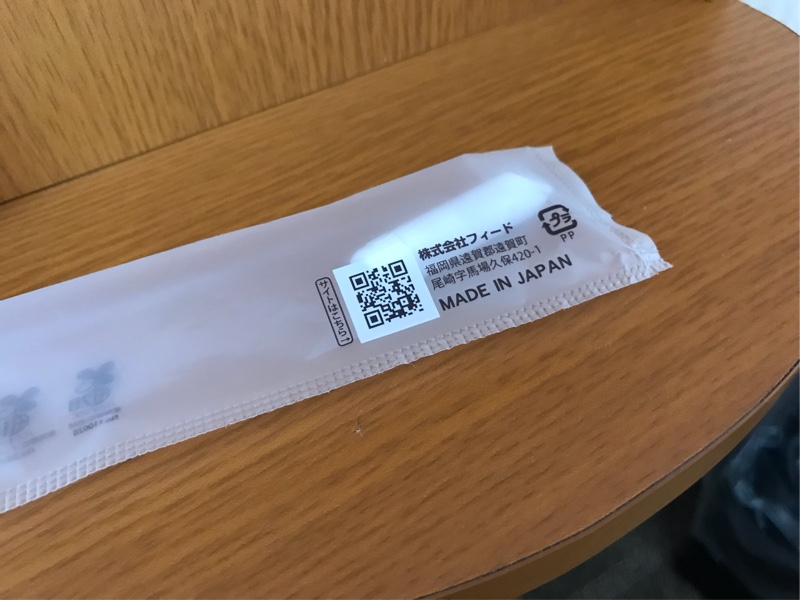 サイトはこちら→
株式会社フィード
福岡県遠賀郡遠賀町
尾崎字馬場久保420-1
MADE IN JAPAN
プラ
PP